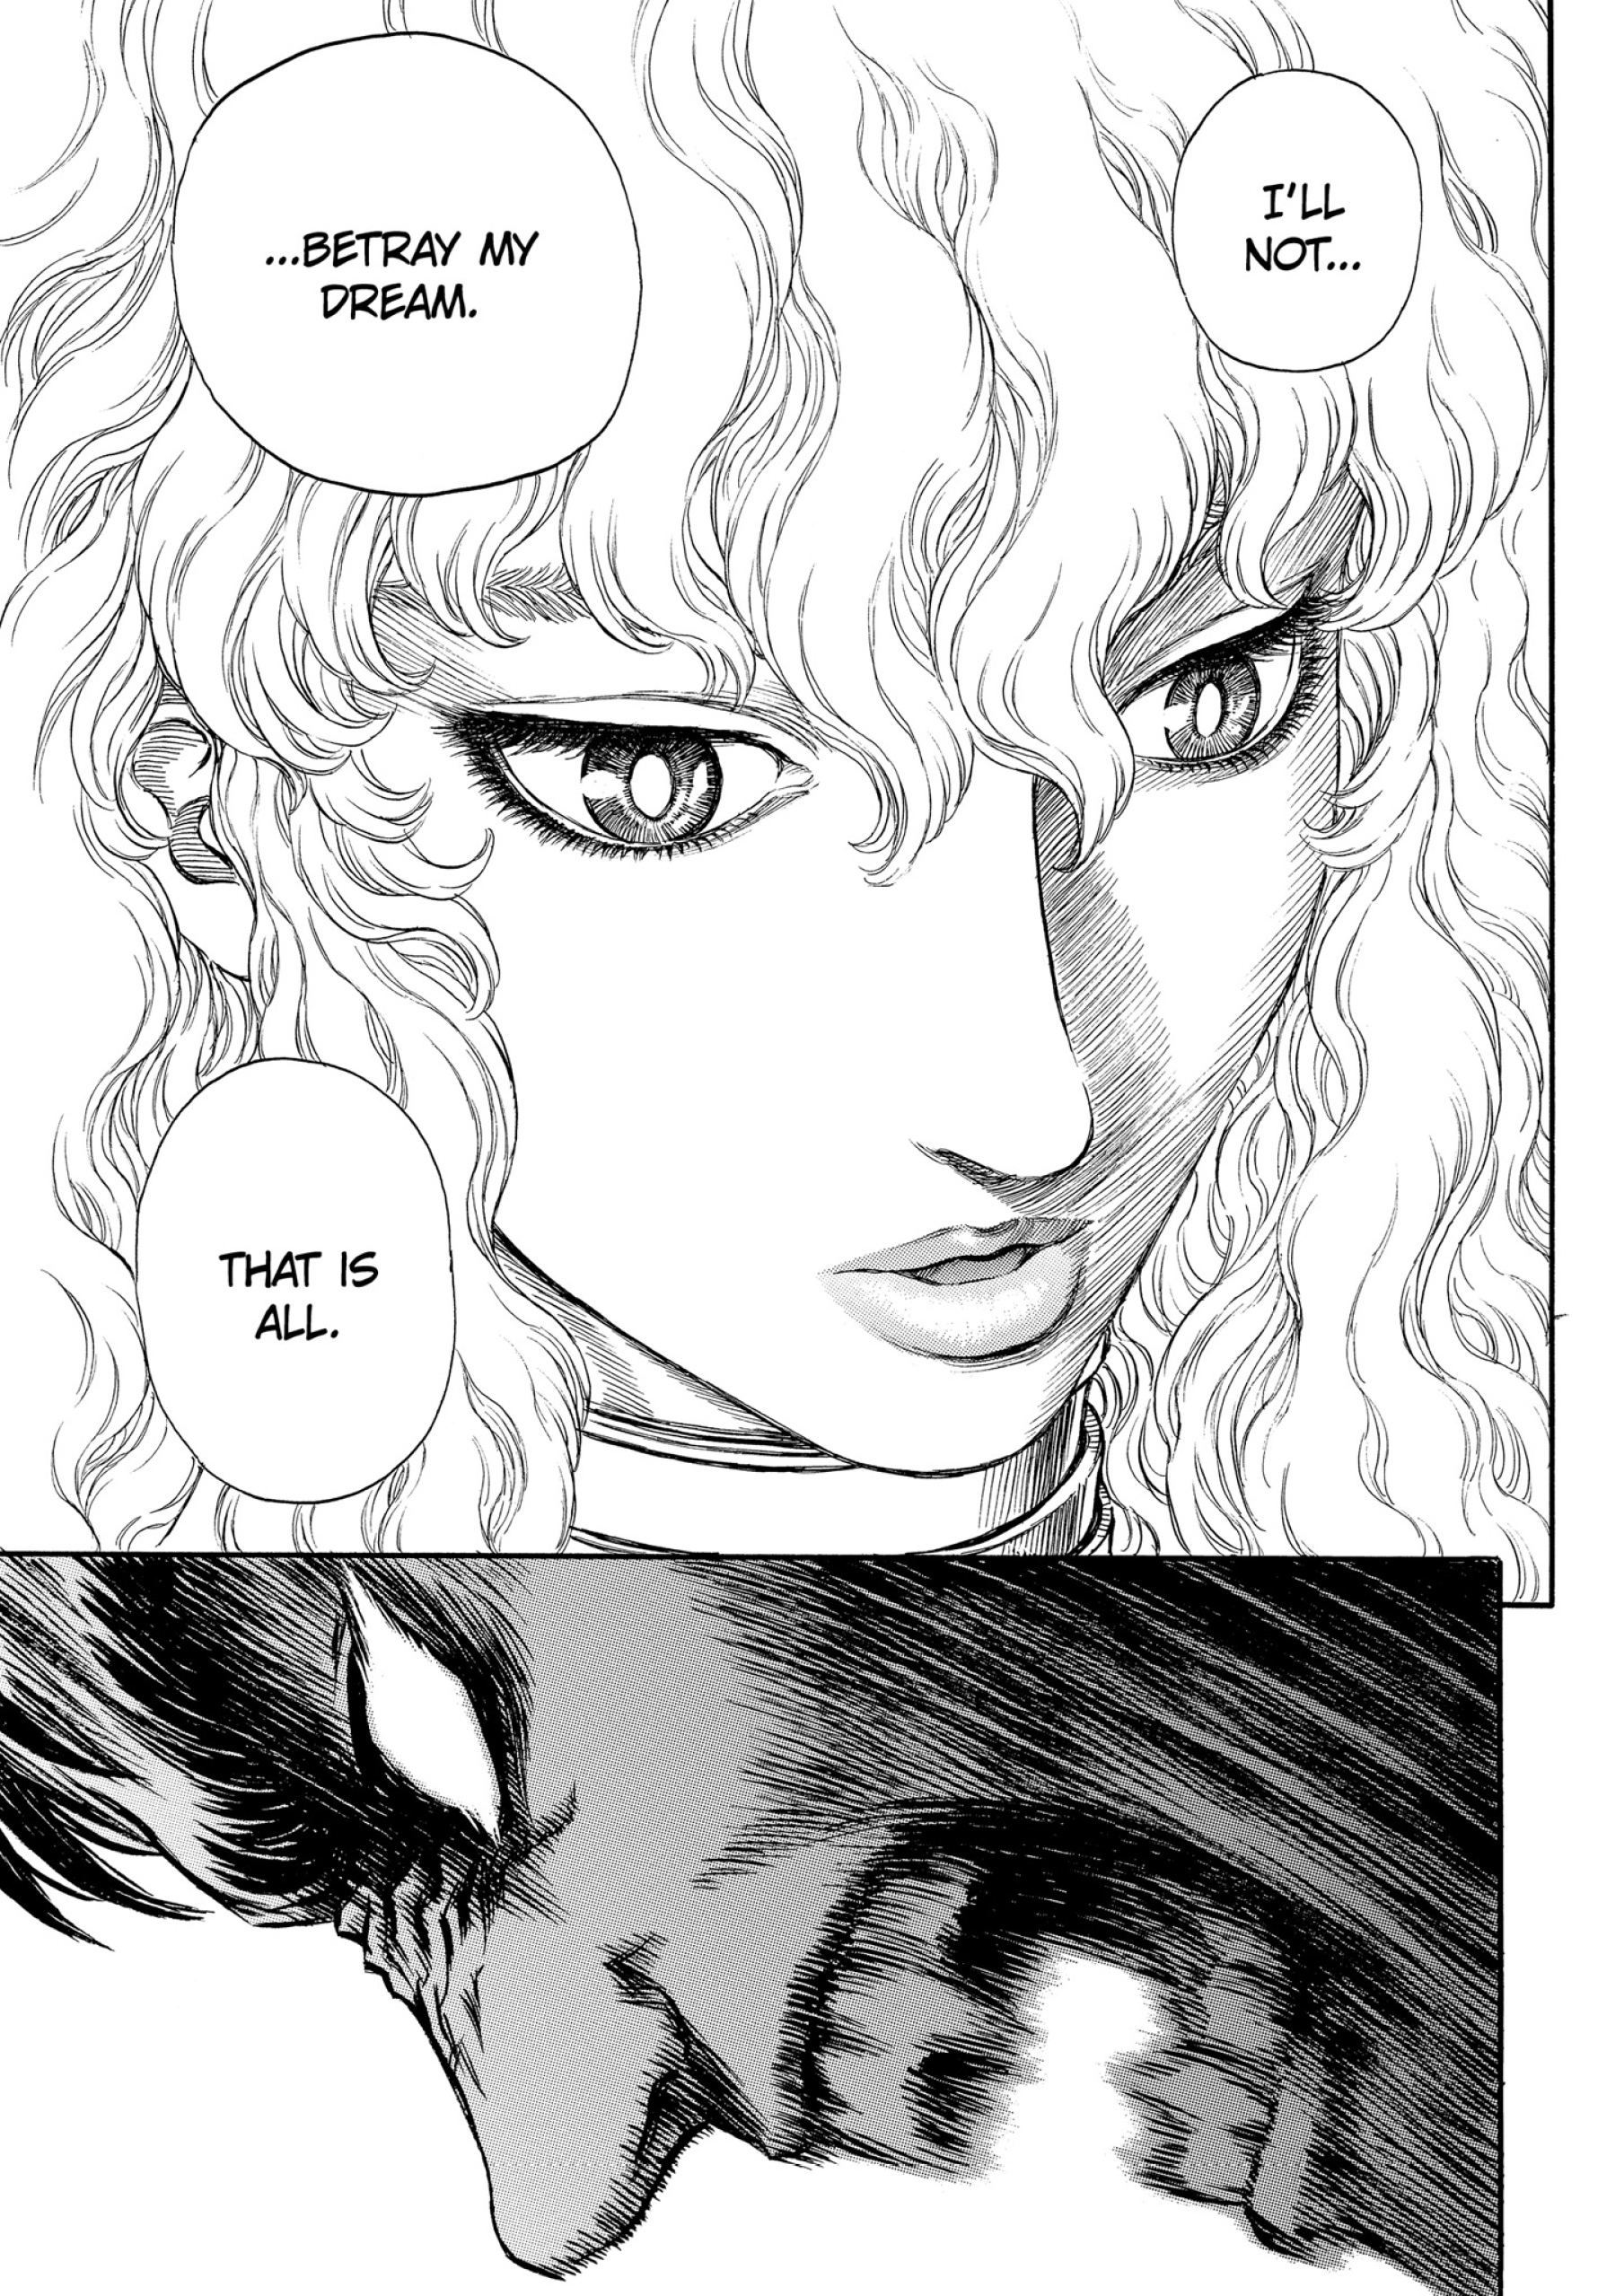 I'LL
NOT...
...BETRAY MY
DREAM.
THAT IS
ALL.